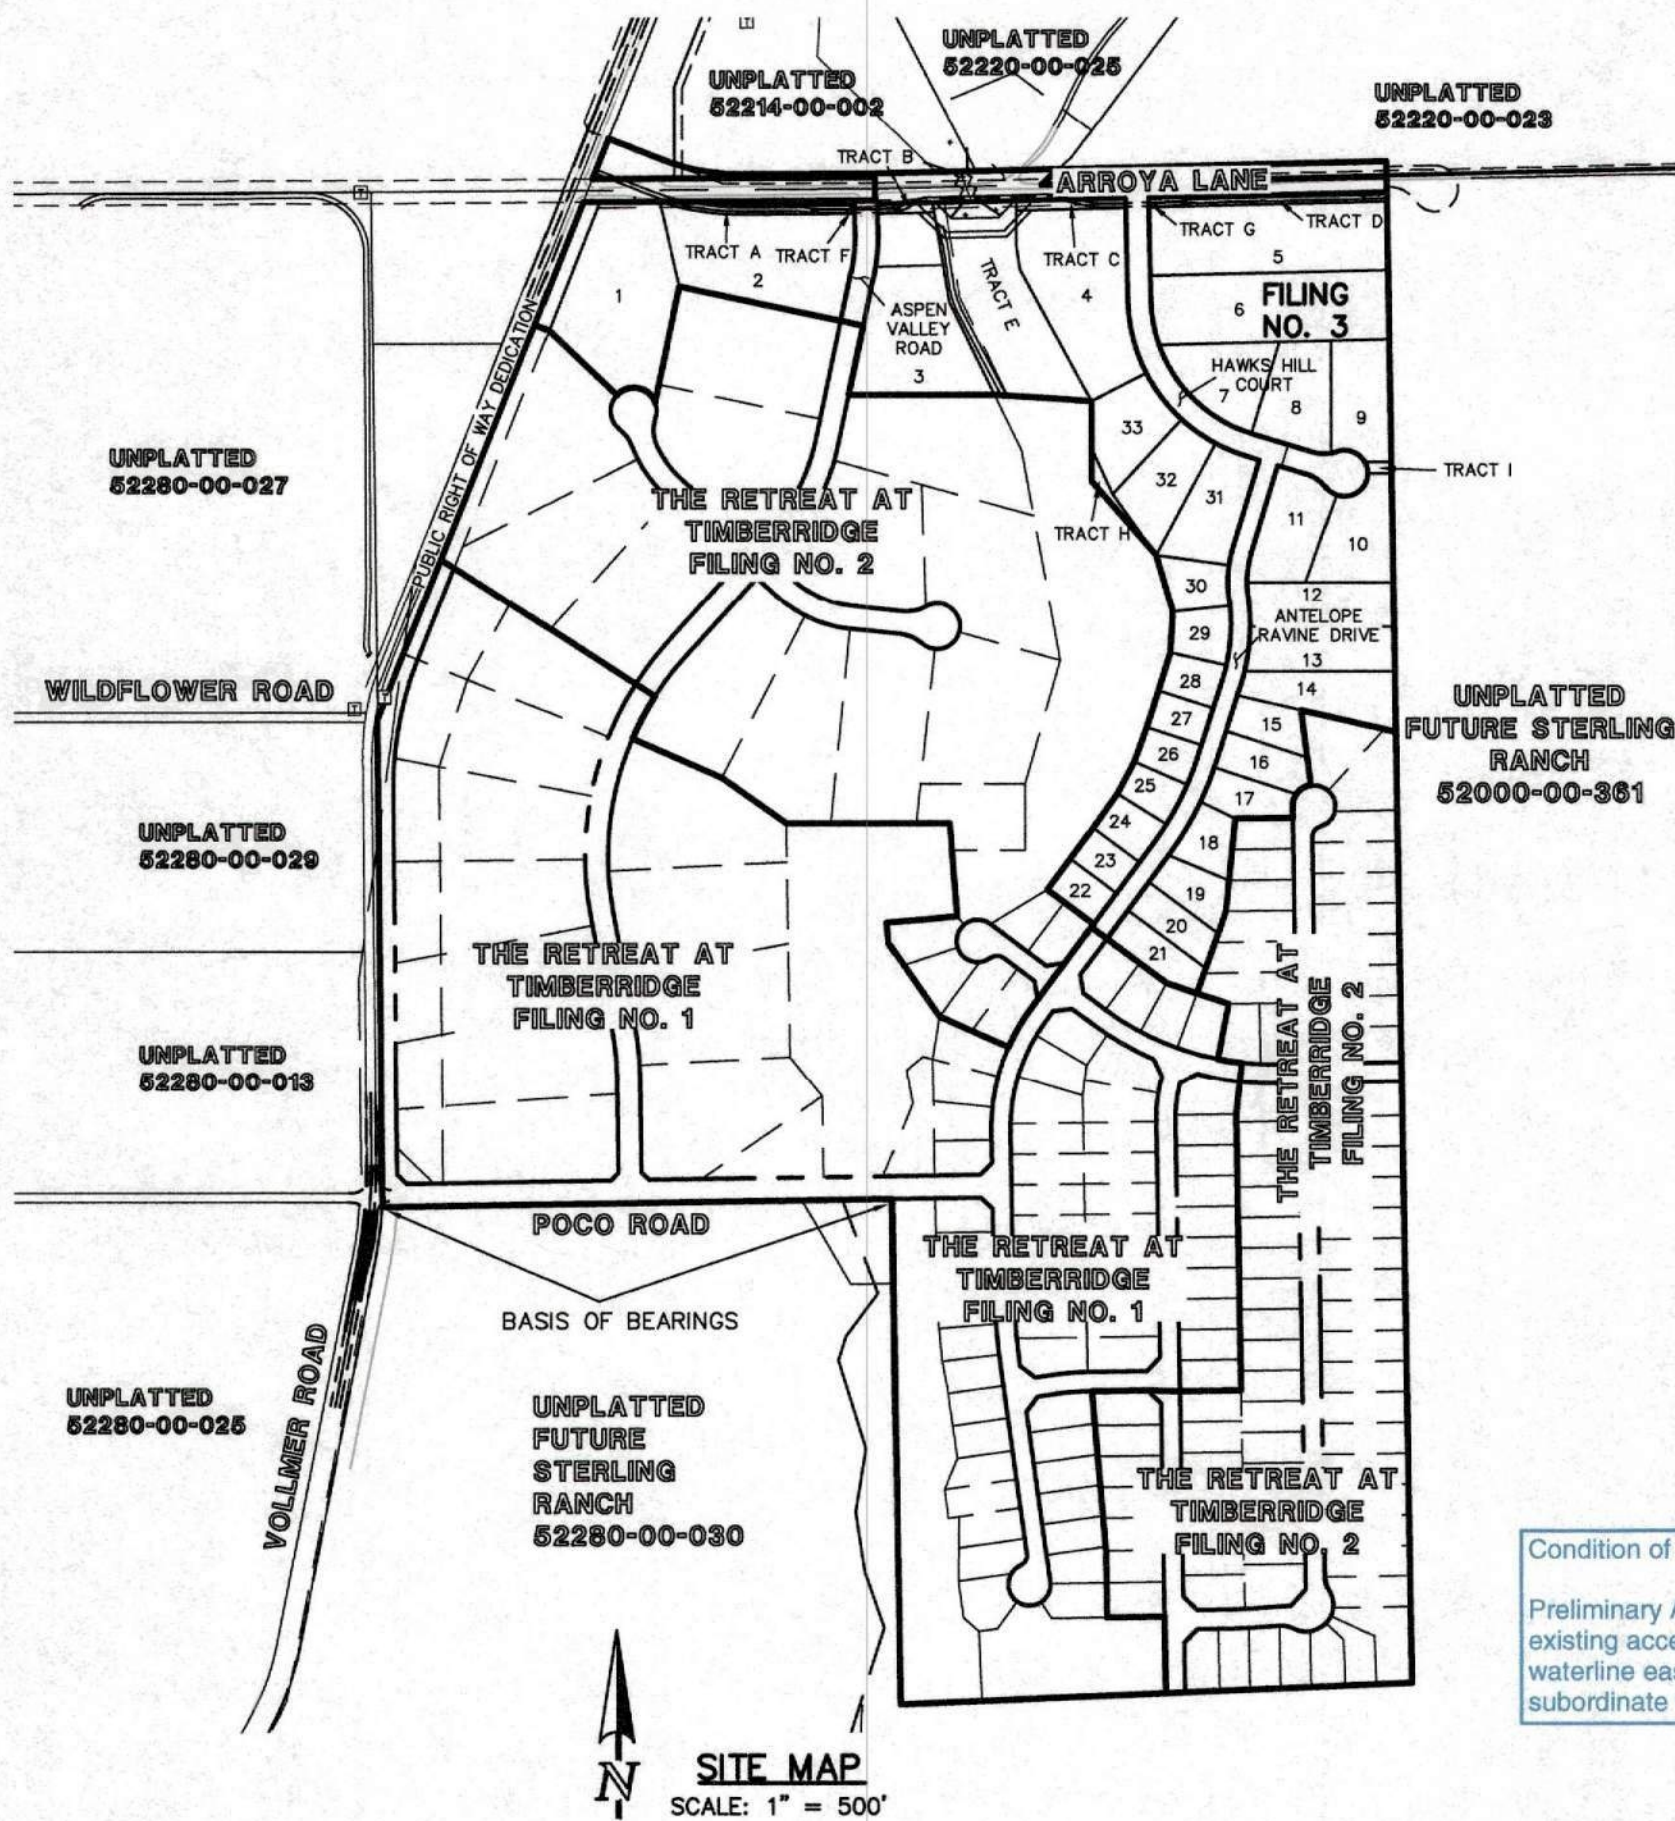 UNPLATTED
52220-00-025
UNPLATTED
52214-00-002
UNPLATTED
52220-00-023
TRACT B
ARROYA LANE
TRACT A
TRACT F
TRACT C
TRACT G
TRACT D
TRACT E
1
2
3
4
5
6
FILING
NO. 3
ASPEN
VALLEY
ROAD
HAWKS HILL
COURT
7
8
9
33
32
31
TRACT I
TRACT H
11
10
PUBLIC RIGHT OF WAY DEDICATION
UNPLATTED
52280-00-027
THE RETREAT AT
TIMBERRIDGE
FILING NO. 2
30
12
ANTELOPE
RAVINE DRIVE
29
13
28
14
27
15
26
16
25
17
24
18
23
22
19
20
21
WILDFLOWER ROAD
UNPLATTED
FUTURE STERLING
RANCH
52000-00-361
UNPLATTED
52280-00-029
THE RETREAT AT
TIMBERRIDGE
FILING NO. 1
THE RETREAT AT
TIMBERRIDGE
FILING NO. 2
UNPLATTED
52280-00-013
POCO ROAD
THE RETREAT AT
TIMBERRIDGE
FILING NO. 1
BASIS OF BEARINGS
VOLLMER ROAD
UNPLATTED
52280-00-025
UNPLATTED
FUTURE
STERLING
RANCH
52280-00-030
THE RETREAT AT
TIMBERRIDGE
FILING NO. 2
Condition of
Preliminary
existing
waterline
subordinate
N
SITE MAP
SCALE: 1" = 500'